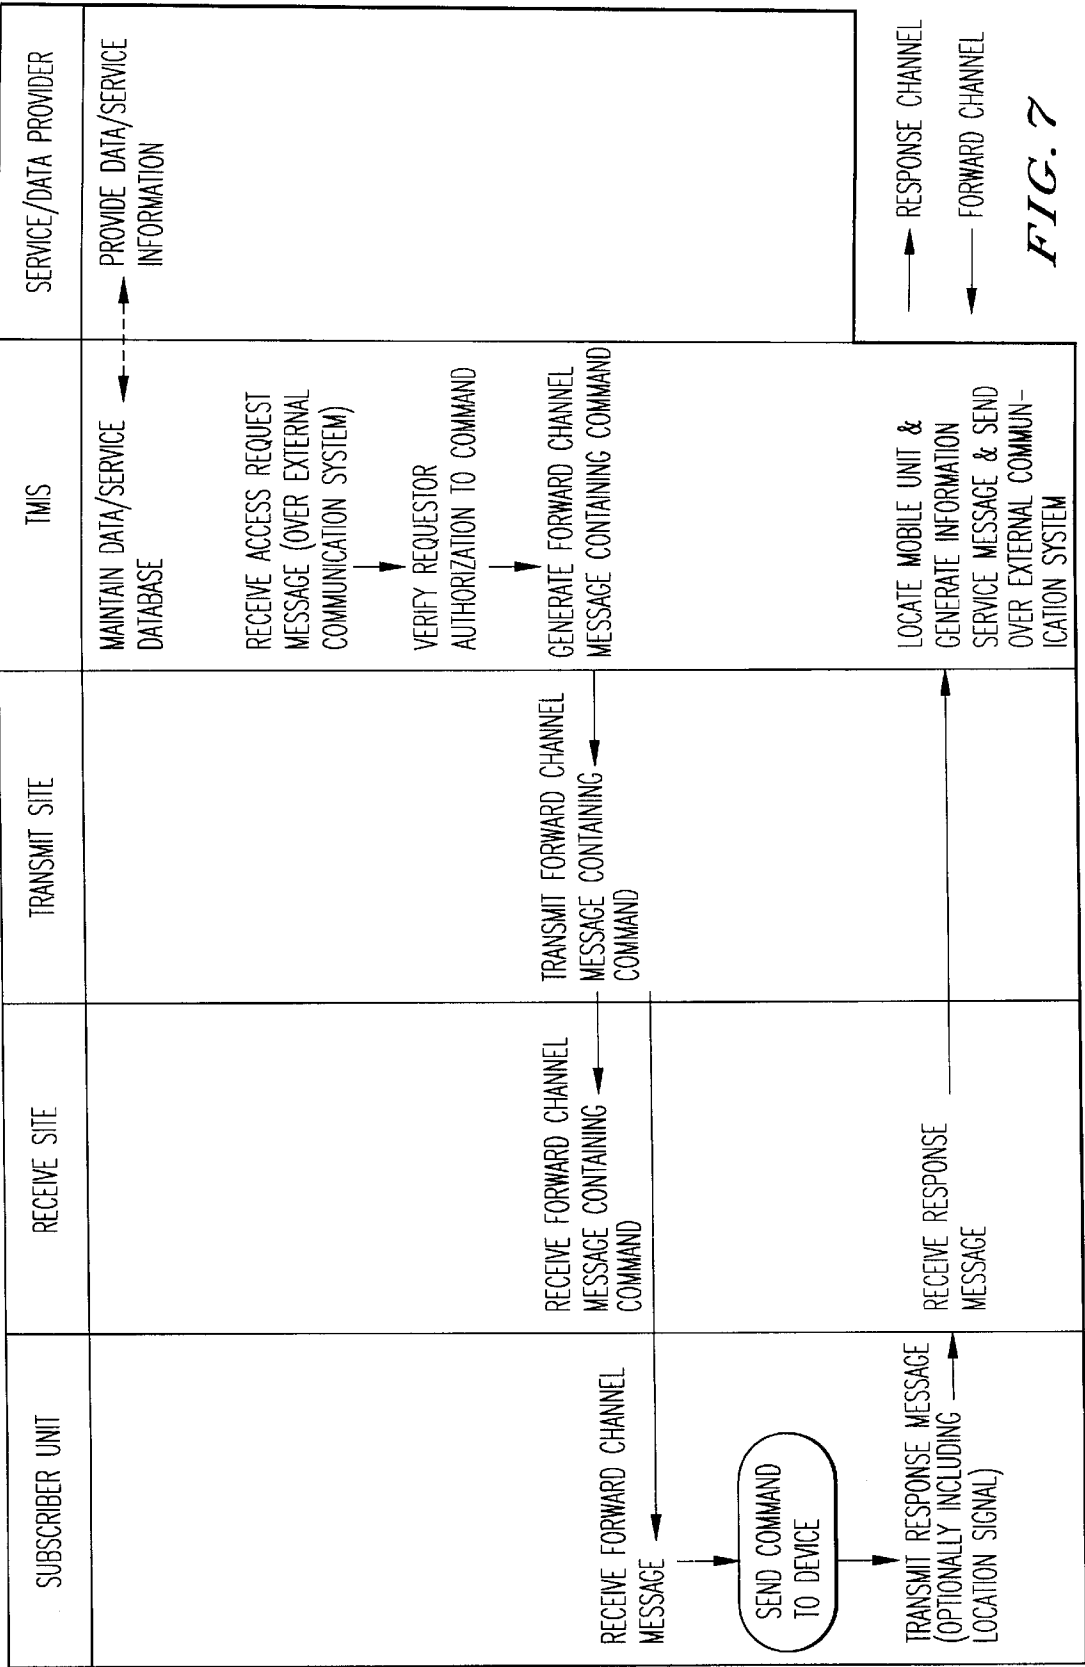 SUBSCRIBER UNIT
RECEIVE SITE
TRANSMIT SITE
TMIS
SERVICE/DATA PROVIDER
MAINTAIN DATA/SERVICE
DATABASE
PROVIDE DATA/SERVICE
INFORMATION
RECEIVE ACCESS REQUEST
MESSAGE (OVER EXTERNAL
COMMUNICATION SYSTEM)
VERIFY REQUESTOR
AUTHORIZATION TO COMMAND
GENERATE FORWARD CHANNEL
MESSAGE CONTAINING COMMAND
TRANSMIT FORWARD CHANNEL
MESSAGE CONTAINING
COMMAND
RECEIVE FORWARD CHANNEL
MESSAGE CONTAINING
COMMAND
RECEIVE FORWARD CHANNEL
MESSAGE
SEND COMMAND
TO DEVICE
TRANSMIT RESPONSE MESSAGE
(OPTIONALLY INCLUDING
LOCATION SIGNAL)
RECEIVE RESPONSE
MESSAGE
LOCATE MOBILE UNIT &
GENERATE INFORMATION
SERVICE MESSAGE & SEND
OVER EXTERNAL COMMUN-
ICATION SYSTEM
RESPONSE CHANNEL
FORWARD CHANNEL
FIG. 7